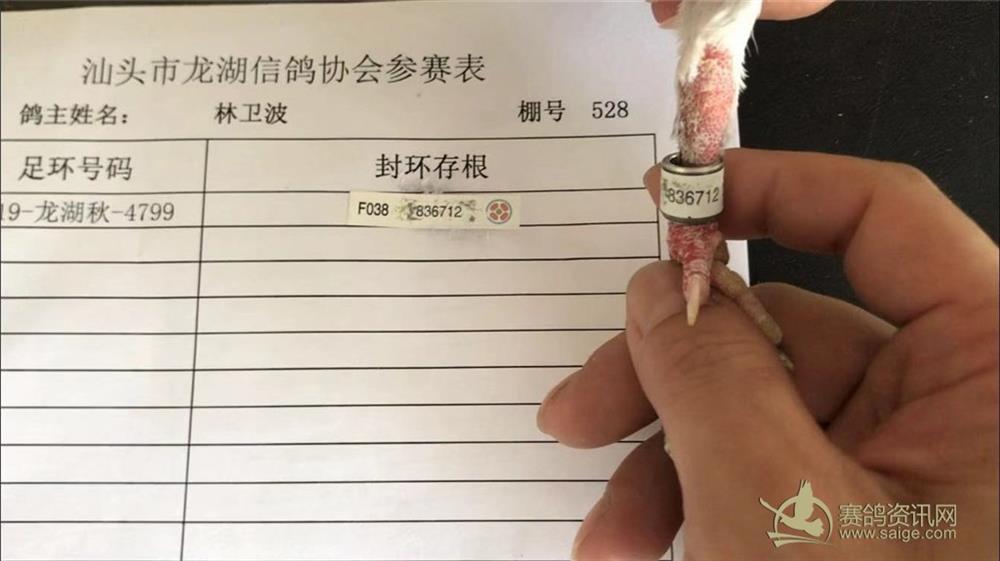 汕头市龙湖信鸽协会参赛表
鸽主姓名： 林卫波 棚号 528
足环号码 封环存根
19-龙湖秋-4799 F038 836712
836712
赛鸽资讯网
www.saige.com